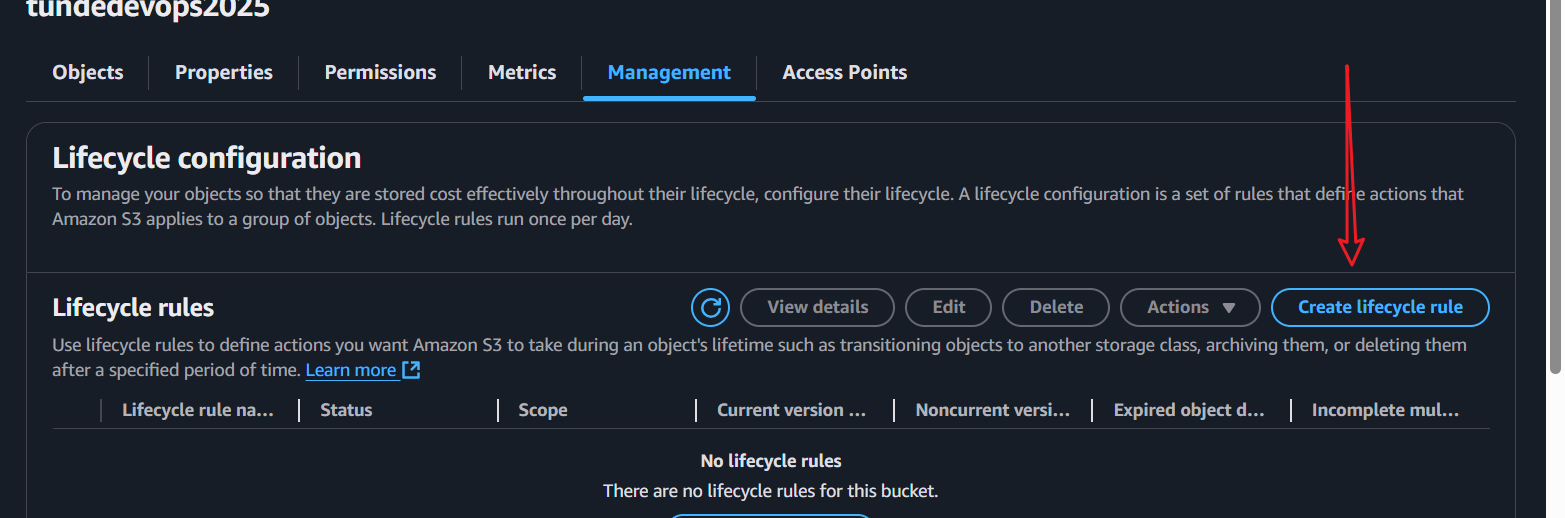 tundedevops2025
Objects Properties Permissions Metrics Management Access Points
Lifecycle configuration
To manage your objects so that they are stored cost effectively throughout their lifecycle, configure their lifecycle. A lifecycle configuration is a set of rules that define actions that
Amazon S3 applies to a group of objects. Lifecycle rules run once per day.
Lifecycle rules View details Edit Delete Actions Create lifecycle rule
Use lifecycle rules to define actions you want Amazon S3 to take during an object's lifetime such as transitioning objects to another storage class, archiving them, or deleting them
after a specified period of time. Learn more
Lifecycle rule na... Status Scope Current version ... Noncurrent versi... Expired object d... Incomplete mul...
No lifecycle rules
There are no lifecycle rules for this bucket.